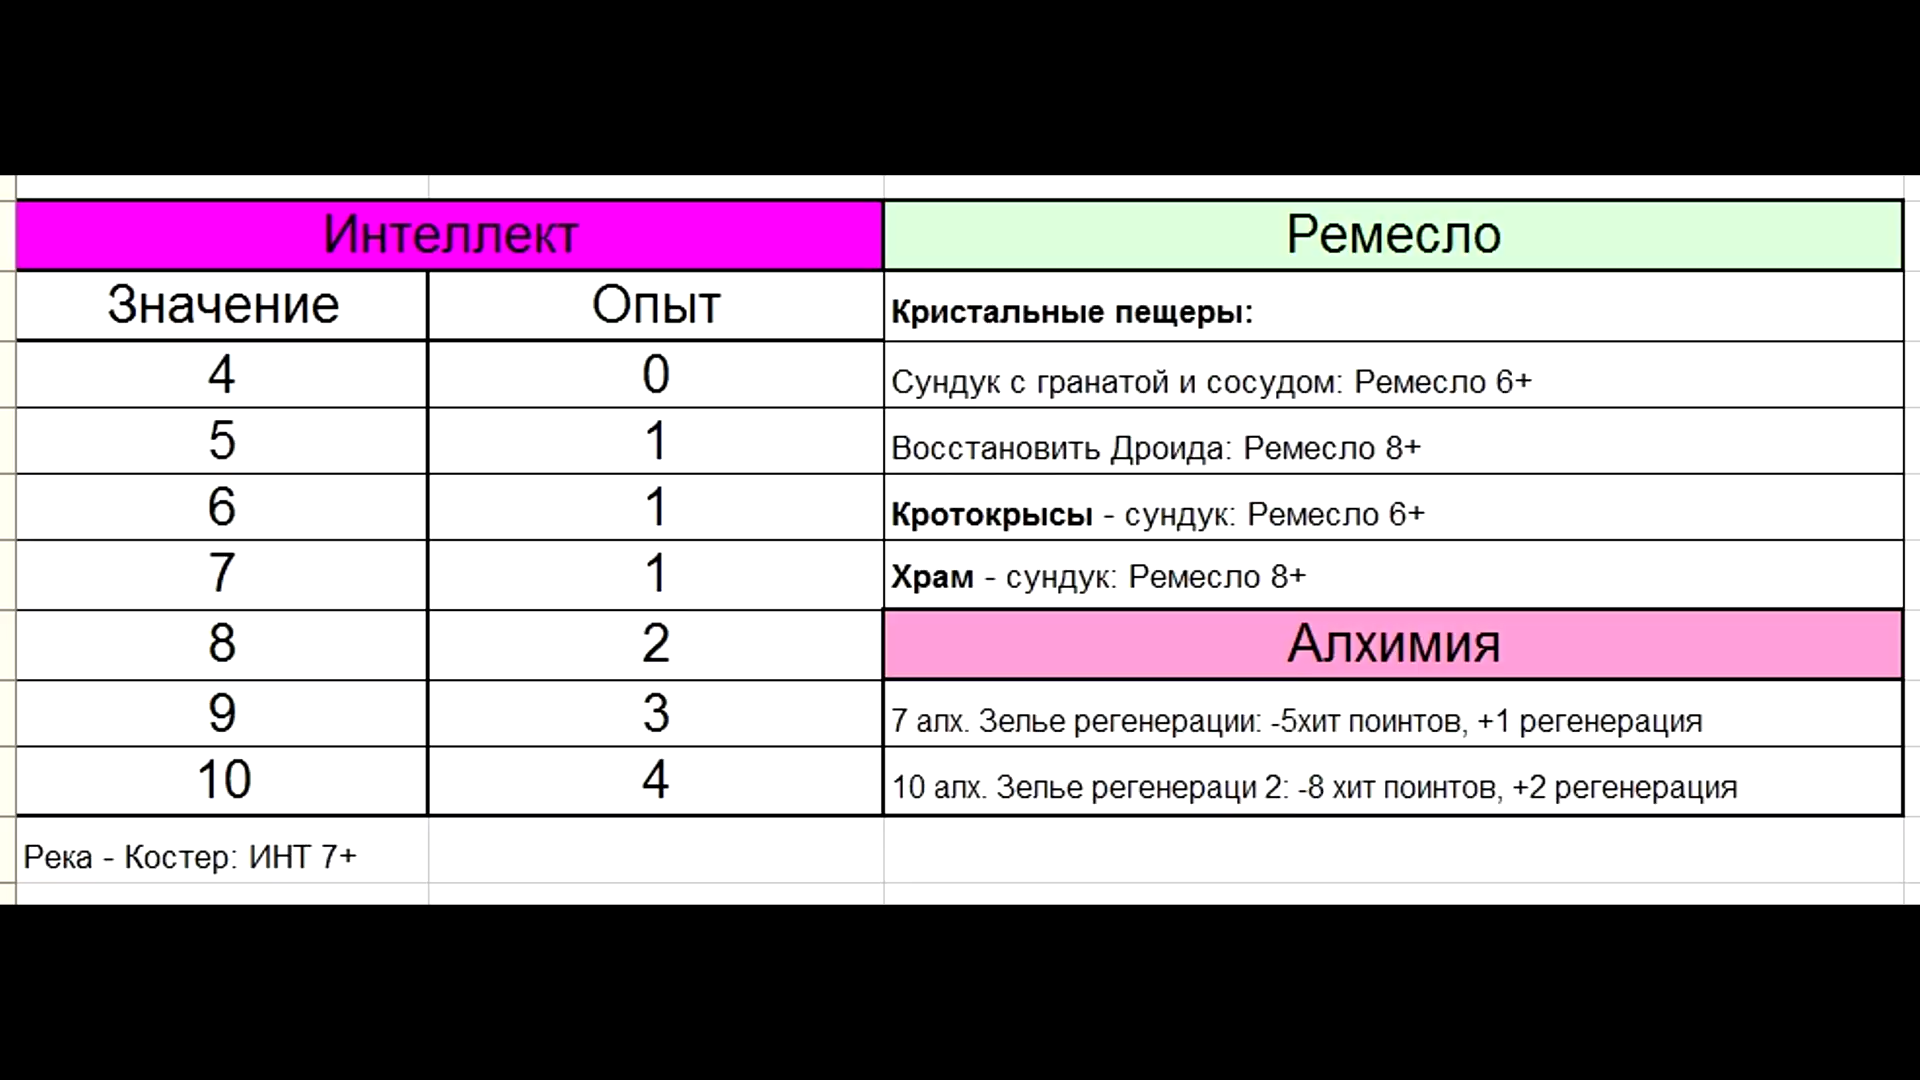 Интеллект
Ремесло
Значение
Опыт
Кристальные пещеры:
4
0
Сундук с гранатой и сосудом: Ремесло 6+
5
1
Восстановить Дроида: Ремесло 8+
6
1
Кротокрысы - сундук: Ремесло 6+
7
1
Храм - сундук: Ремесло 8+
8
2
Алхимия
9
3
7 алх. Зелье регенерации: -5хит поинтов, +1 регенерация
10
4
10 алх. Зелье регенераци 2: -8 хит поинтов, +2 регенерация
Река - Костер: ИНТ 7+